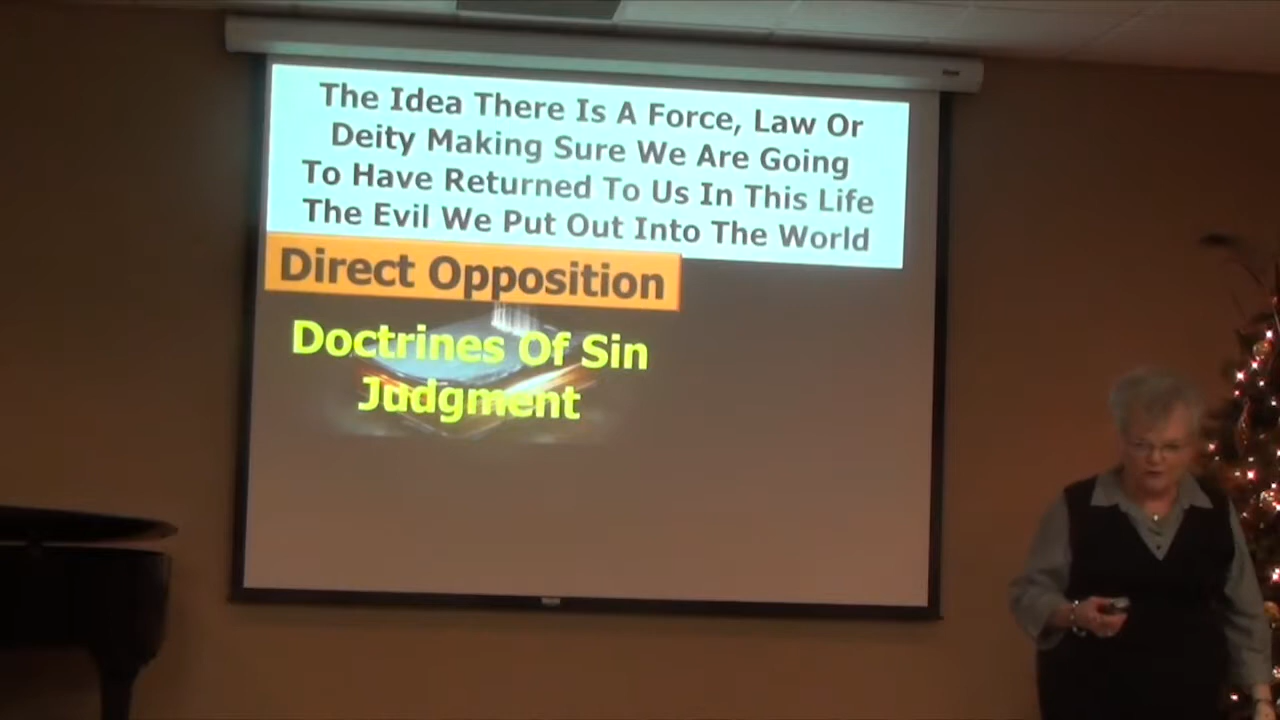 The Idea There Is A Force, Law Or
Deity Making Sure We Are Going
To Have Returned To Us In This Life
The Evil We Put Out Into The World
Direct Opposition
Doctrines Of Sin
Judgment